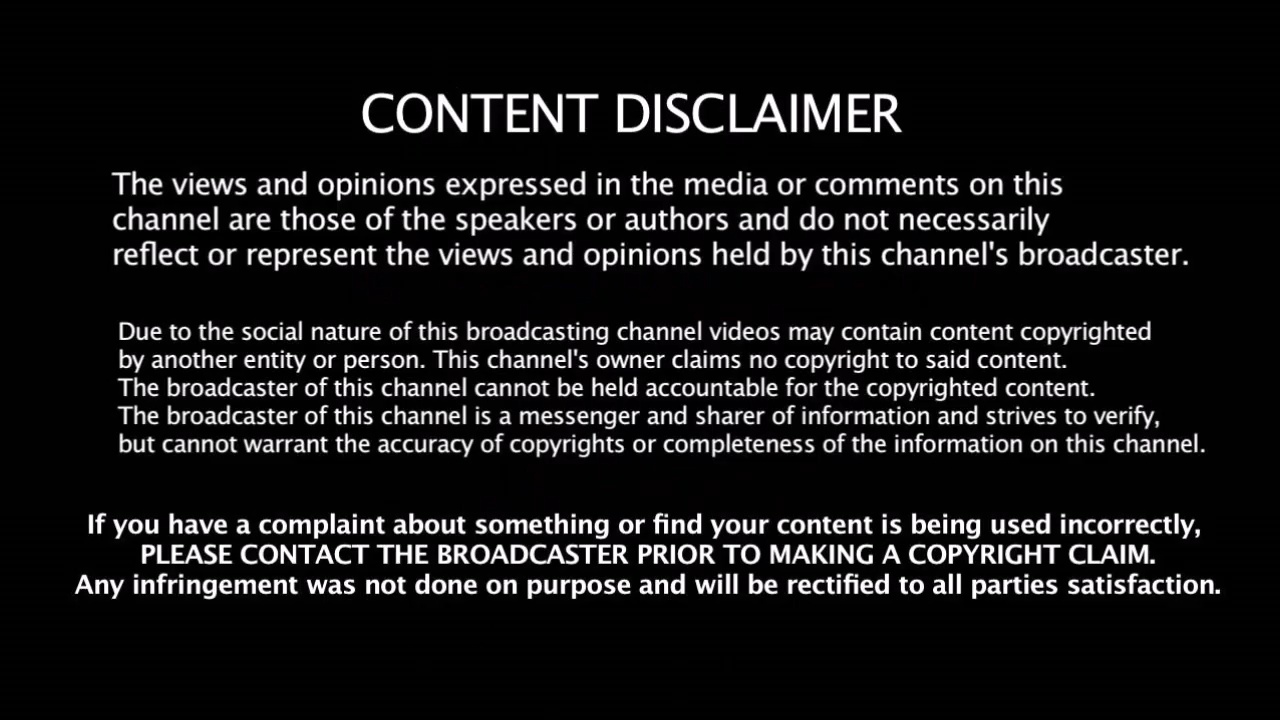 CONTENT DISCLAIMER
The views and opinions expressed in the media or comments on this
channel are those of the speakers or authors and do not necessarily
reflect or represent the views and opinions held by this channel's broadcaster.
Due to the social nature of this broadcasting channel videos may contain content copyrighted
by another entity or person. This channel's owner claims no copyright to said content.
The broadcaster of this channel cannot be held accountable for the copyrighted content.
The broadcaster of this channel is a messenger and sharer of information and strives to verify,
but cannot warrant the accuracy of copyrights or completeness of the information on this channel.
If you have a complaint about something or find your content is being used incorrectly,
PLEASE CONTACT THE BROADCASTER PRIOR TO MAKING A COPYRIGHT CLAIM.
Any infringement was not done on purpose and will be rectified to all parties satisfaction.